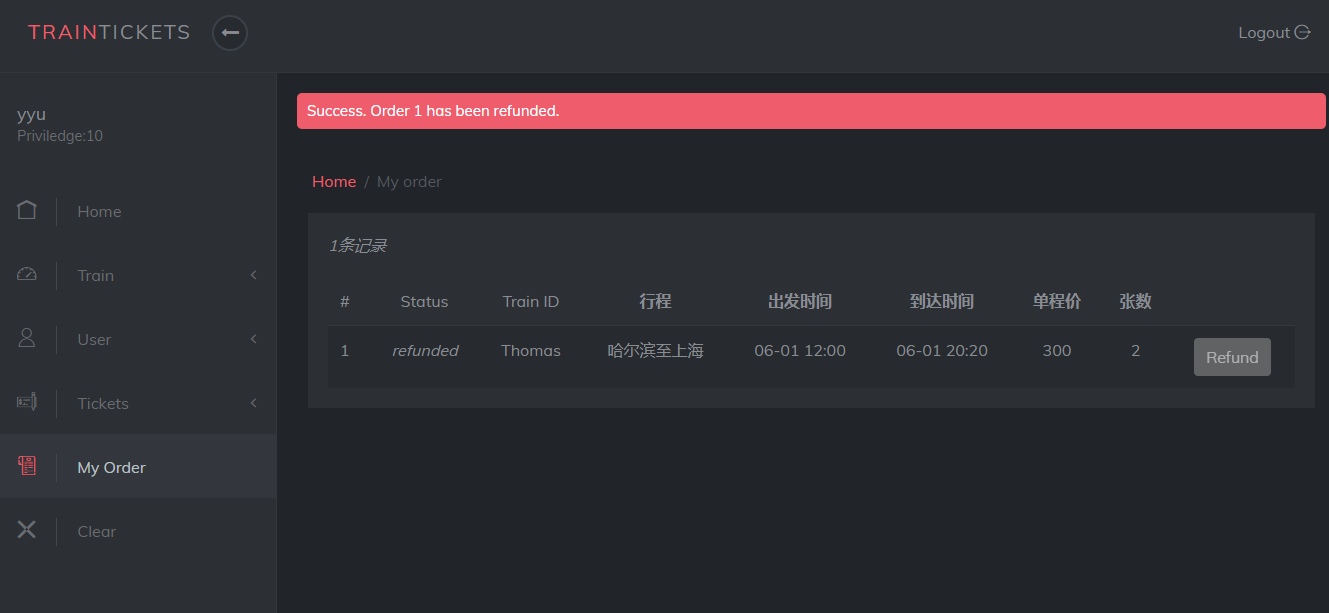 TRAINTICKETS
Logout
yyu
Priviledge:10
Home
Train
User
Tickets
My Order
Clear
Success. Order 1 has been refunded.
Home / My order
1条记录
# Status Train ID 行程 出发时间 到达时间 单程价 张数
1 refunded Thomas 哈尔滨至上海 06-01 12:00 06-01 20:20 300 2 Refund